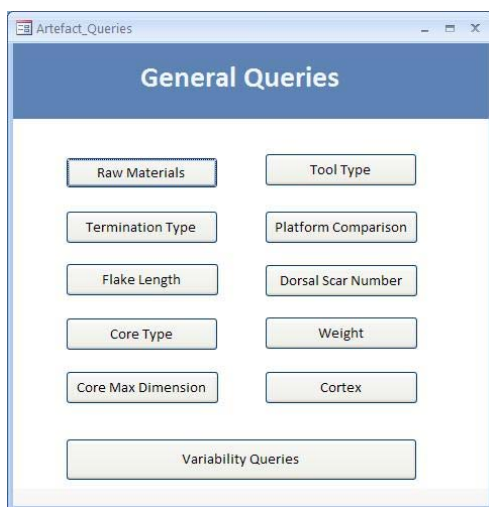 Artefact_Queries
General Queries
Raw Materials
Tool Type
Termination Type
Platform Comparison
Flake Length
Dorsal Scar Number
Core Type
Weight
Core Max Dimension
Cortex
Variability Queries